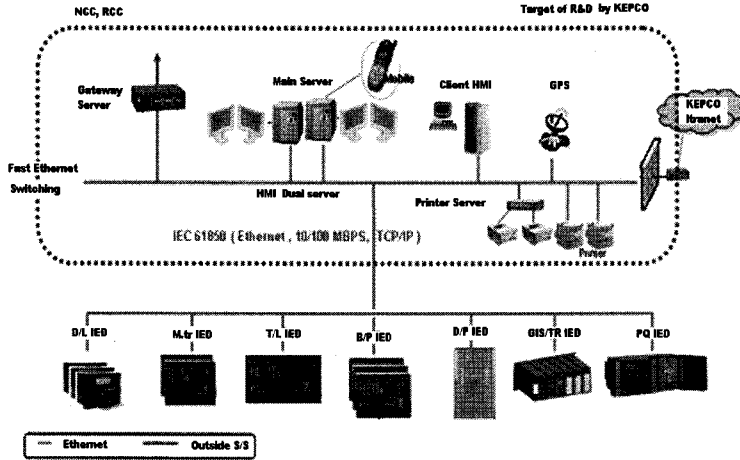 NCC, RCC
Target of R&D by KEPCO
Gateway
Server
Main Server
Mobile
Client HMI
GPS
KEPCO
Itranet
Fast Ethernet
Switching
HMI Dual server
Printer Server
IEC 61850 ( Ethernet , 10/100 MBPS, TCP/IP )
Printer
D/L IED
M.tr IED
T/L IED
B/P IED
D/P IED
GIS/TR IED
PQ IED
Ethernet
Outside S/S